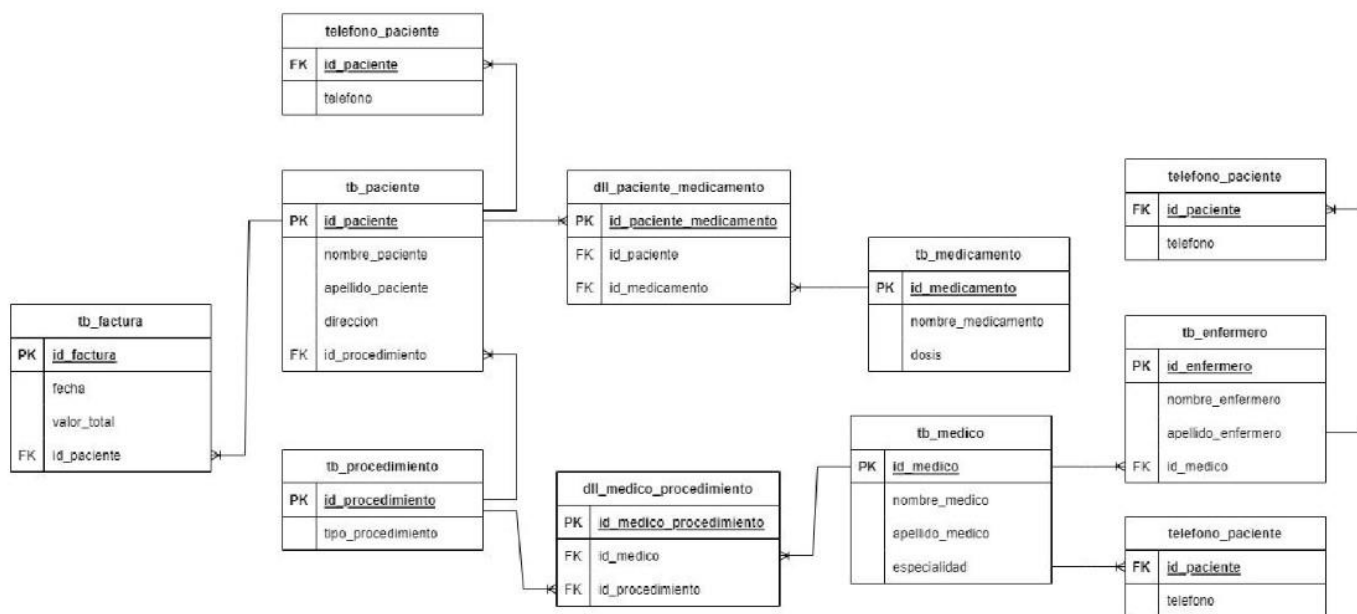 telefono_paciente
FK id_paciente
telefono
tb_paciente
PK id_paciente
nombre_paciente
apellido_paciente
direccion
FK id_procedimiento
dll_paciente_medicamento
PK id_paciente_medicamento
FK id_paciente
FK id_medicamento
tb_medicamento
PK id_medicamento
nombre_medicamento
dosis
telefono_paciente
FK id_paciente
telefono
tb_factura
PK id_factura
fecha
valor_total
FK id_paciente
tb_procedimiento
PK id_procedimiento
tipo_procedimiento
dll_medico_procedimiento
PK id_medico_procedimiento
FK id_medico
FK id_procedimiento
tb_medico
PK id_medico
nombre_medico
apellido_medico
especialidad
tb_enfermero
PK id_enfermero
nombre_enfermero
apellido_enfermero
FK id_medico
telefono_paciente
FK id_paciente
telefono